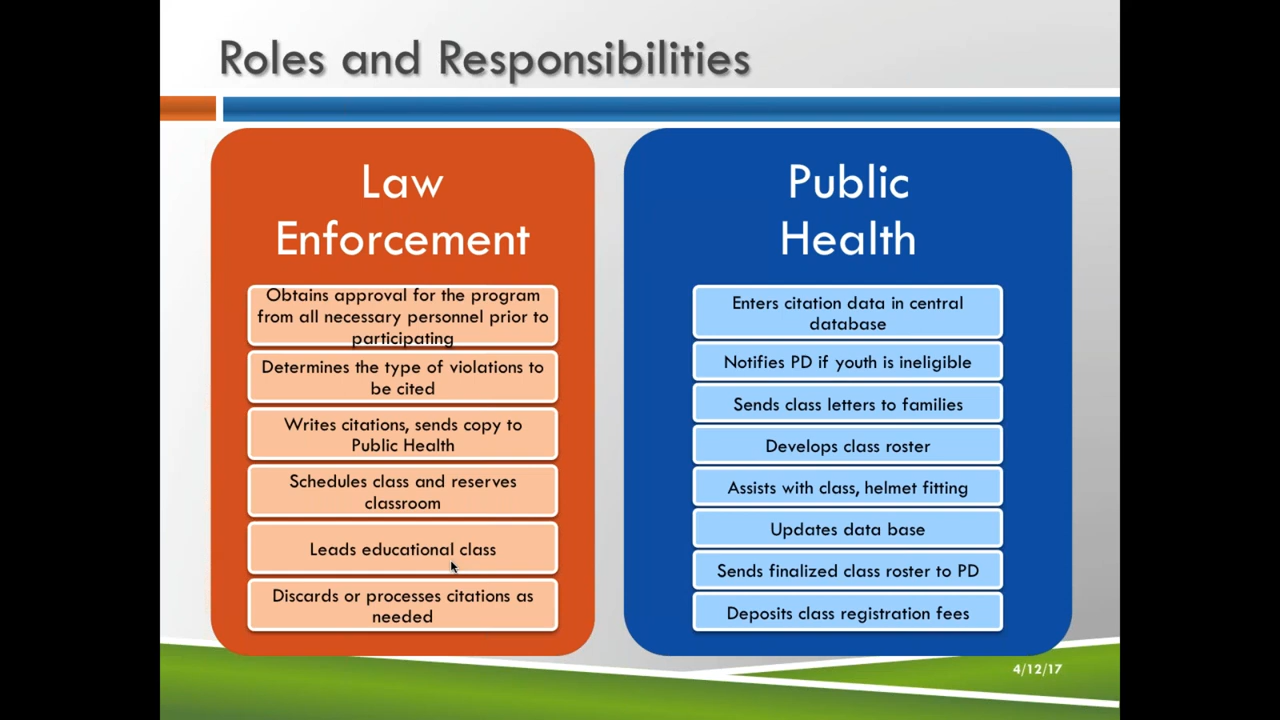 Roles and Responsibilities
Law
Enforcement
Obtains approval for the program
from all necessary personnel prior to
participating
Determines the type of violations to
be cited
Writes citations, sends copy to
Public Health
Schedules class and reserves
classroom
Leads educational class
Discards or processes citations as
needed
Public
Health
Enters citation data in central
database
Notifies PD if youth is ineligible
Sends class letters to families
Develops class roster
Assists with class, helmet fitting
Updates data base
Sends finalized class roster to PD
Deposits class registration fees
4/12/17